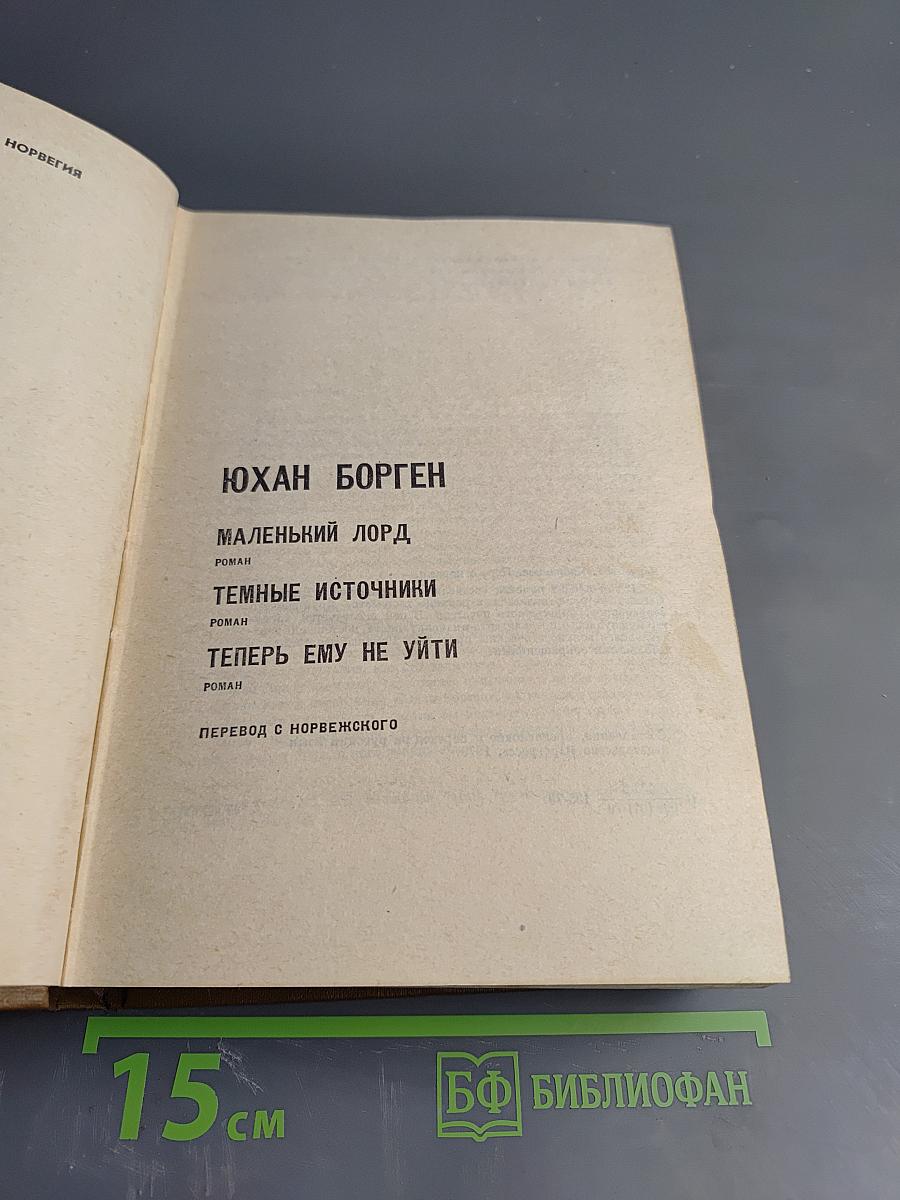 НОРВЕГИЯ
ЮХАН БОРГЕН
МАЛЕНЬКИЙ ЛОРД
РОМАН
ТЕМНЫЕ ИСТОЧНИКИ
РОМАН
ТЕПЕРЬ ЕМУ НЕ УЙТИ
РОМАН
ПЕРЕВОД С НОРВЕЖСКОГО
15 СМ
БФ БИБЛИОФАН